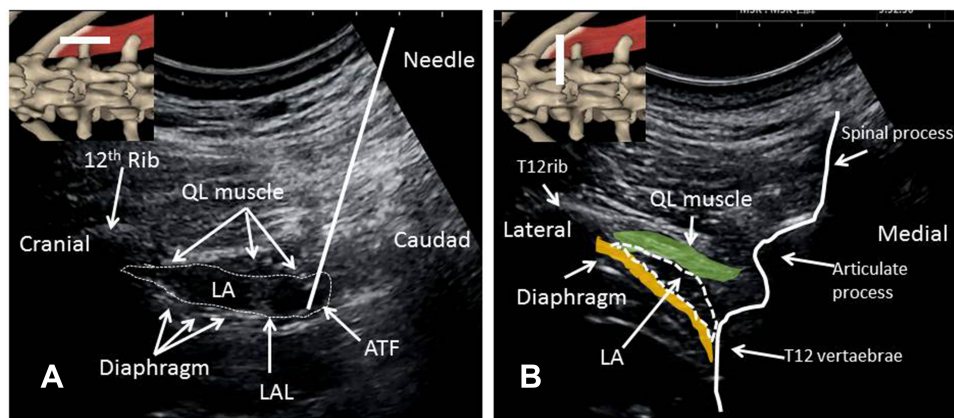 Needle
12th Rib
QL muscle
Cranial
Caudad
LA
Diaphragm
ATF
LAL
A
Spinal process
T12rib
QL muscle
Lateral
Medial
Articulate
process
Diaphragm
LA
T12 vertaebrae
B